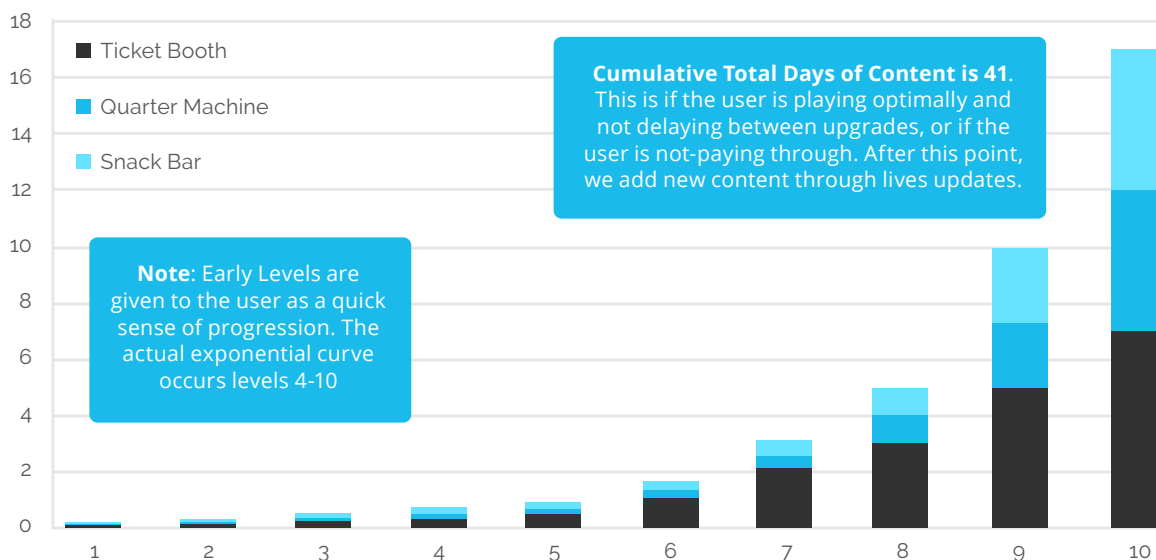 18
16
14
12
10
8
6
4
2
0
Ticket Booth
Quarter Machine
Snack Bar
Cumulative Total Days of Content is 41.
This is if the user is playing optimally and
not delaying between upgrades, or if the
user is not-paying through. After this point,
we add new content through lives updates.
Note: Early Levels are
given to the user as a quick
sense of progression. The
actual exponential curve
occurs levels 4-10
1 2 3 4 5 6 7 8 9 10